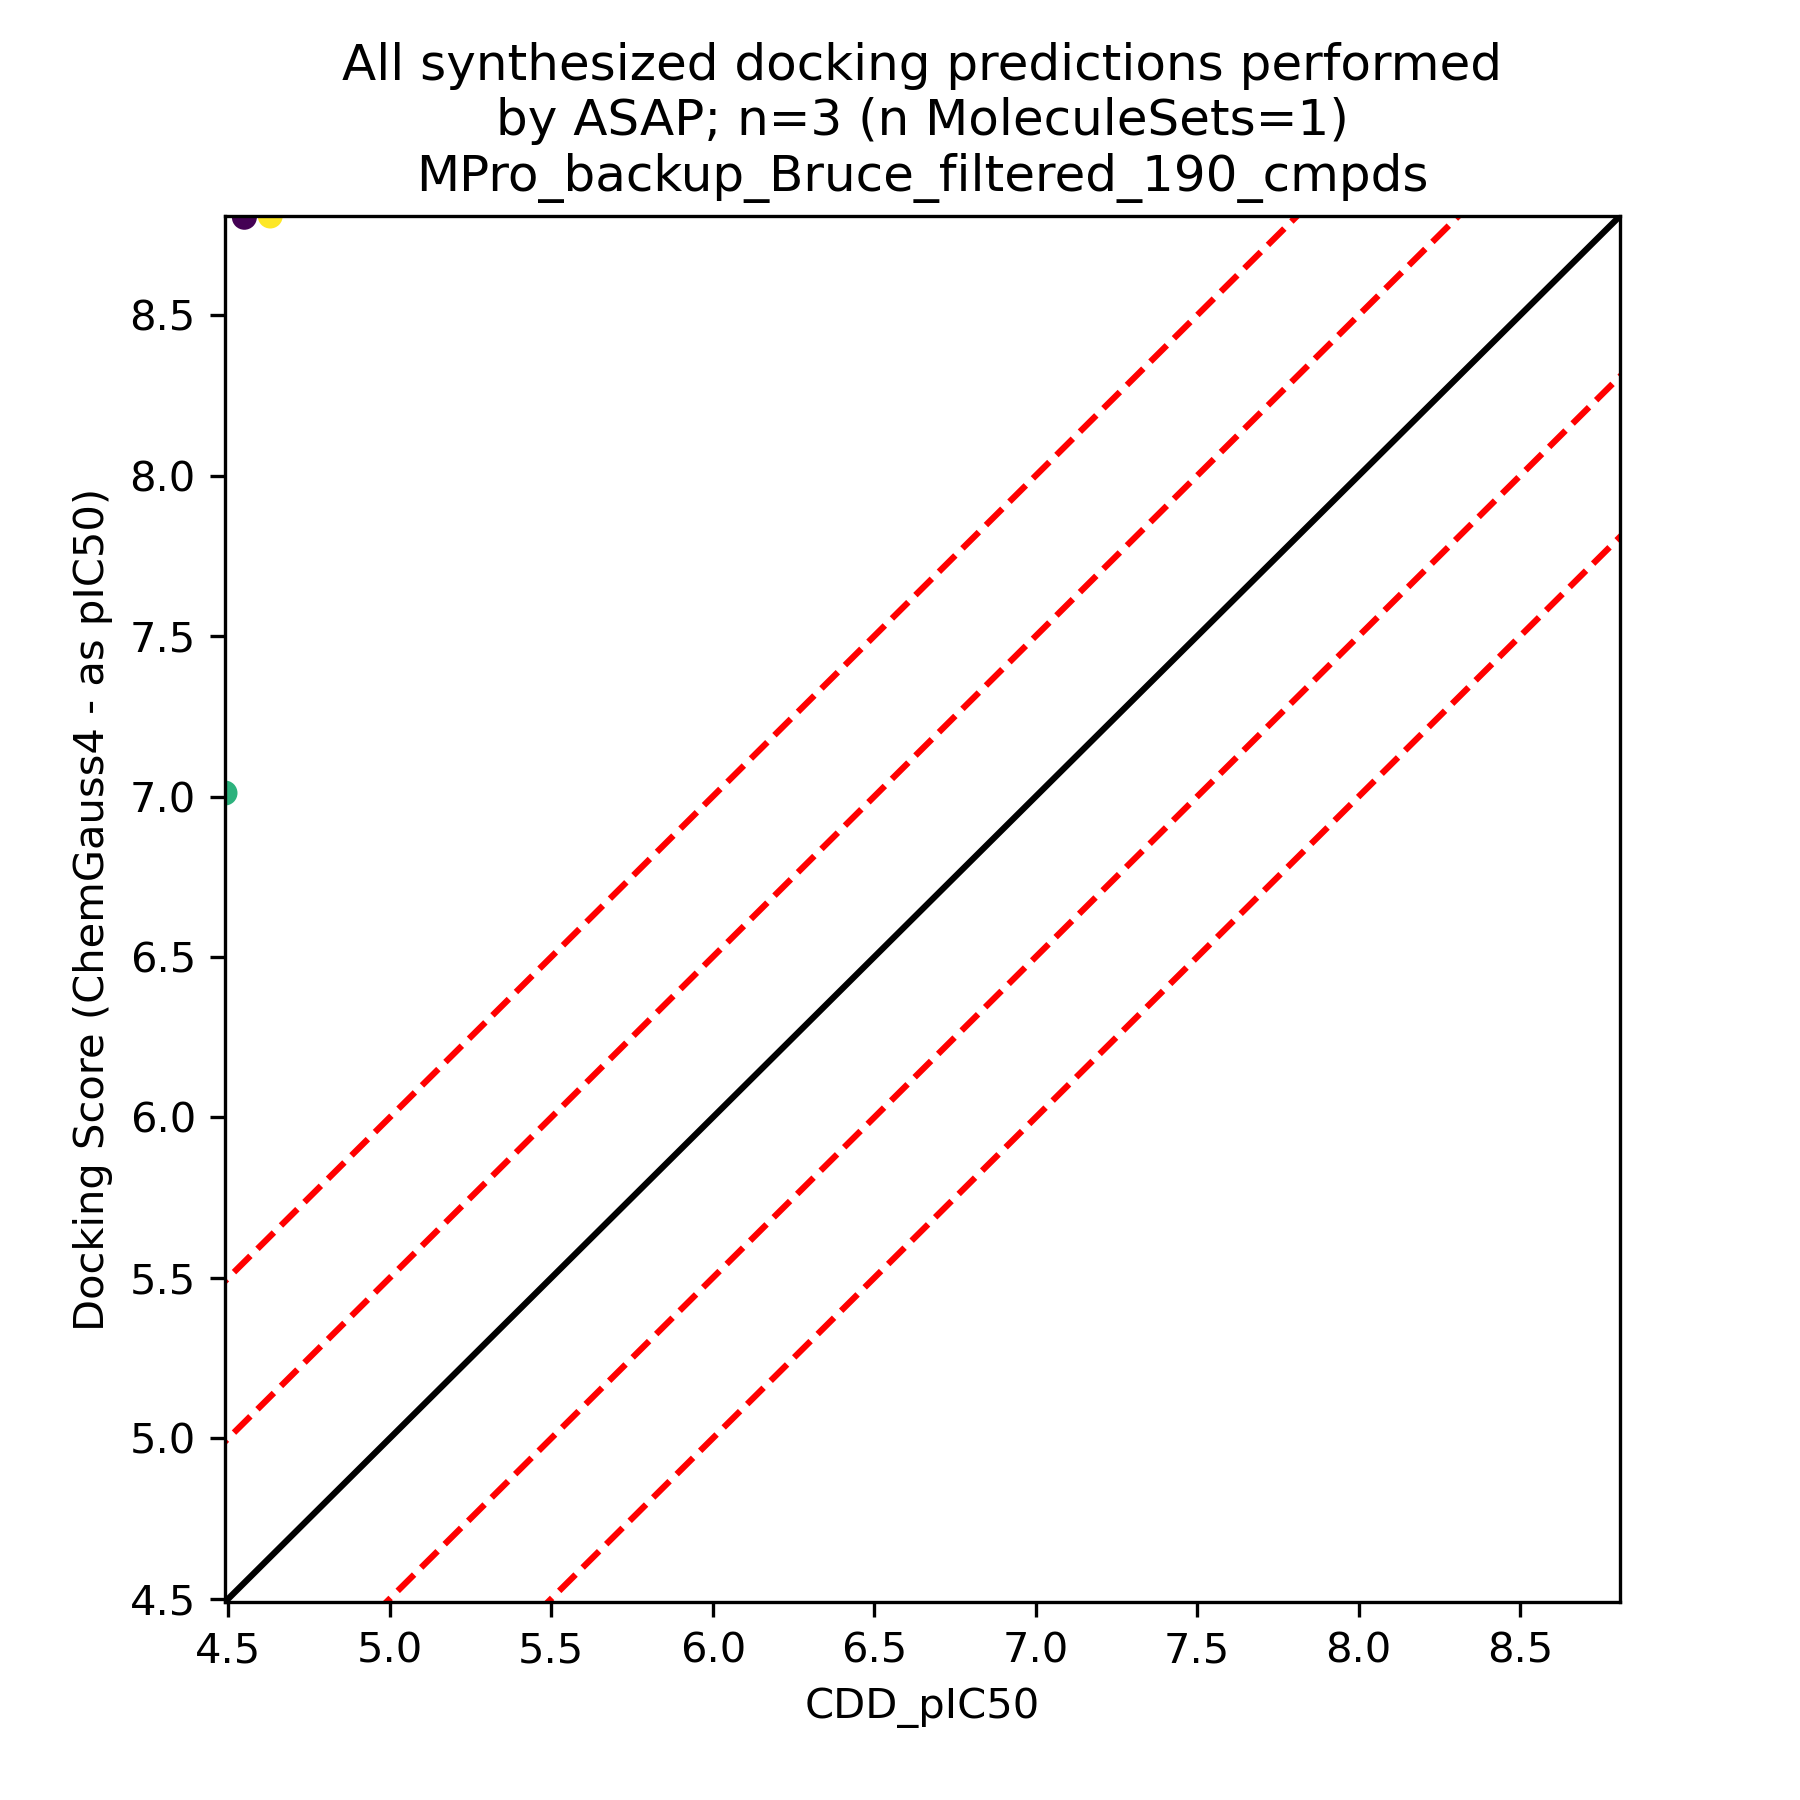 All synthesized docking predictions performed
by ASAP; n=3 (n MoleculeSets=1)
MPro_backup_Bruce_filtered_190_cmpds
Docking Score (ChemGauss4 - as pIC50)
8.5
8.0
7.5
7.0
6.5
6.0
5.5
5.0
4.5
4.5 5.0 5.5 6.0 6.5 7.0 7.5 8.0 8.5
CDD_pIC50